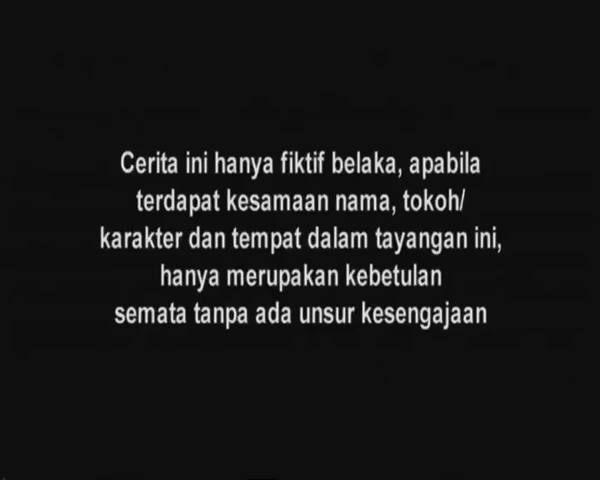 Cerita ini hanya fiktif belaka, apabila
terdapat kesamaan nama, tokoh/
karakter dan tempat dalam tayangan ini,
hanya merupakan kebetulan
semata tanpa ada unsur kesengajaan